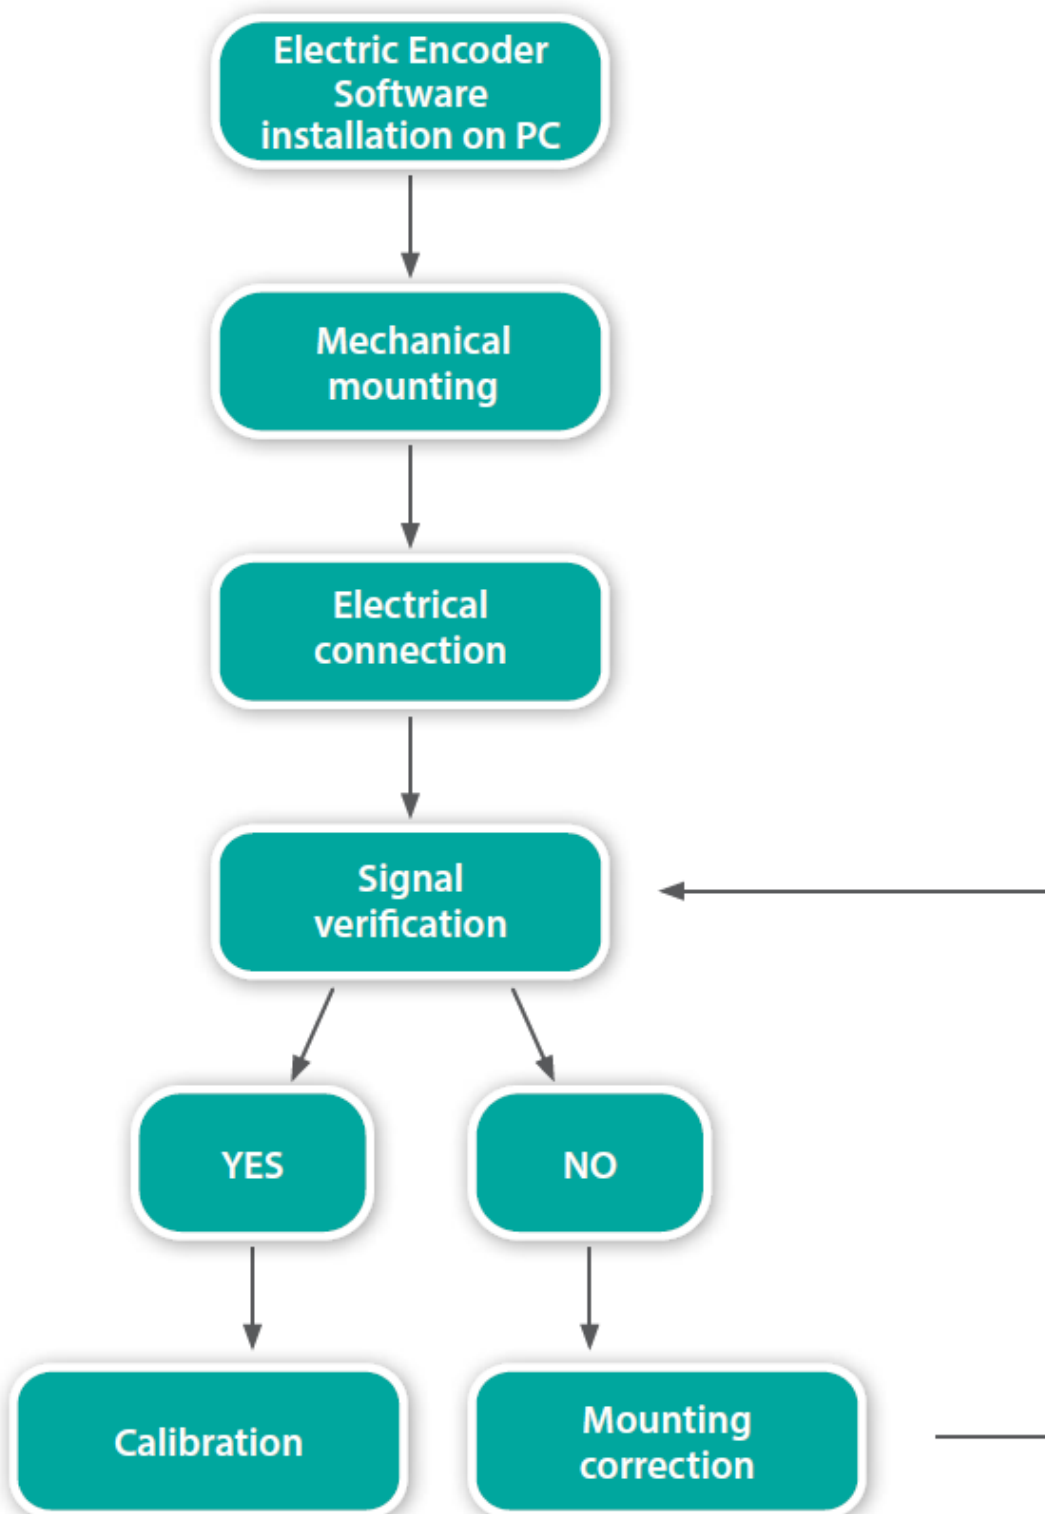 Electric Encoder
Software
installation on PC
Mechanical
mounting
Electrical
connection
Signal
verification
YES
NO
Calibration
Mounting
correction